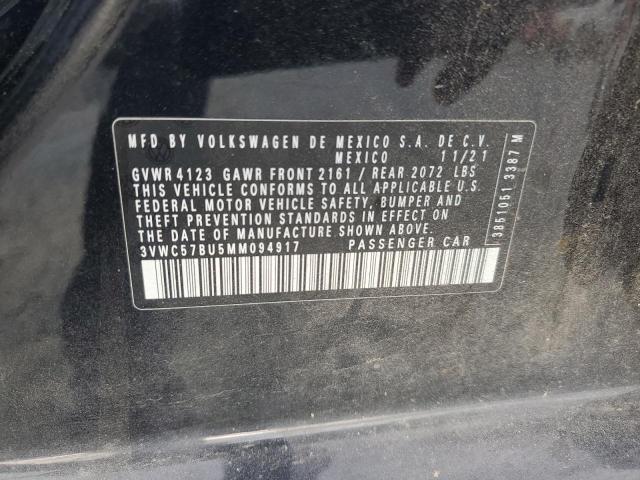 MFD BY VOLKSWAGEN DE MEXICO S.A. DE C.V.
MEXICO 11/21
GVWR 4123 GAWR FRONT 2161 / REAR 2072 LBS
THIS VEHICLE CONFORMS TO ALL APPLICABLE U.S.
FEDERAL MOTOR VEHICLE SAFETY, BUMPER AND
THEFT PREVENTION STANDARDS IN EFFECT ON
THE DATE OF MANUFACTURE SHOWN ABOVE.
3VWC57BU5MM094917 PASSENGER CAR
3851051 3387 M